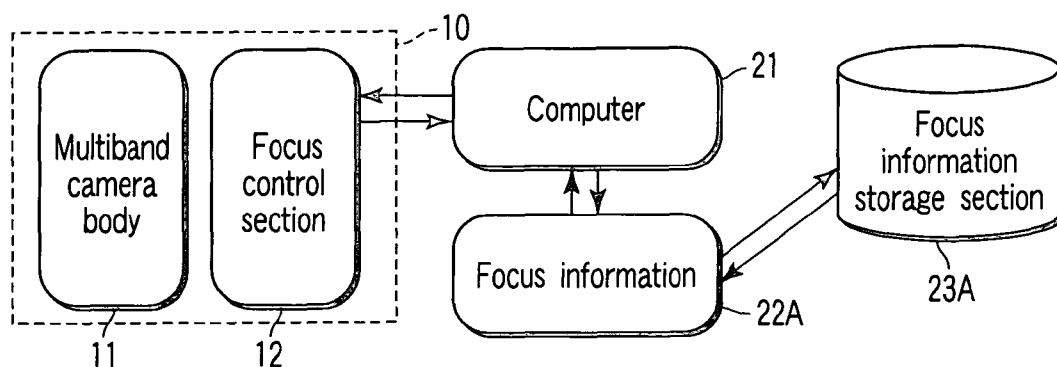 10
Multiband
camera
body
11
Focus
control
section
12
Computer
21
Focus information
22A
Focus
information
storage section
23A